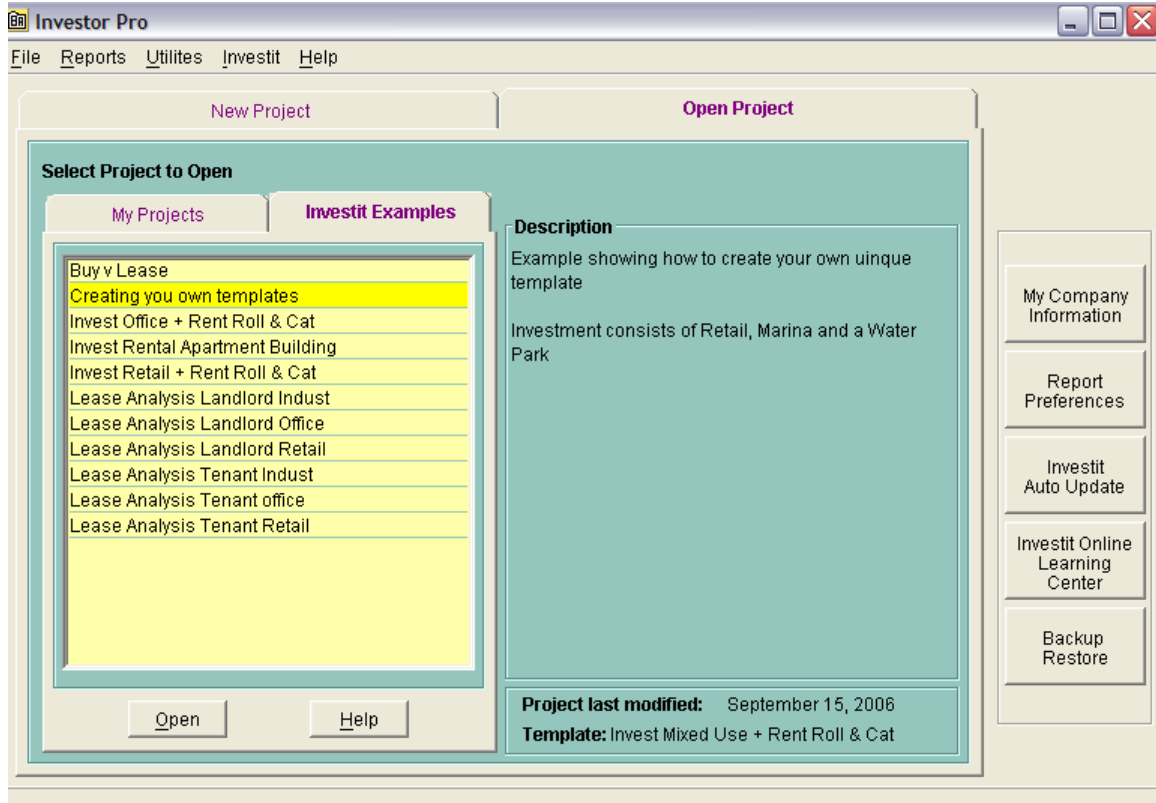 BA Investor Pro
File Reports Utilites Investit Help
New Project
Open Project
Select Project to Open
My Projects
Investit Examples
Buy v Lease
Creating you own templates
Invest Office + Rent Roll & Cat
Invest Rental Apartment Building
Invest Retail + Rent Roll & Cat
Lease Analysis Landlord Indust
Lease Analysis Landlord Office
Lease Analysis Landlord Retail
Lease Analysis Tenant Indust
Lease Analysis Tenant office
Lease Analysis Tenant Retail
Open
Help
Description
Example showing how to create your own uinque
template
Investment consists of Retail, Marina and a Water
Park
Project last modified: September 15, 2006
Template: Invest Mixed Use + Rent Roll & Cat
My Company
Information
Report
Preferences
Investit
Auto Update
Investit Online
Learning
Center
Backup
Restore